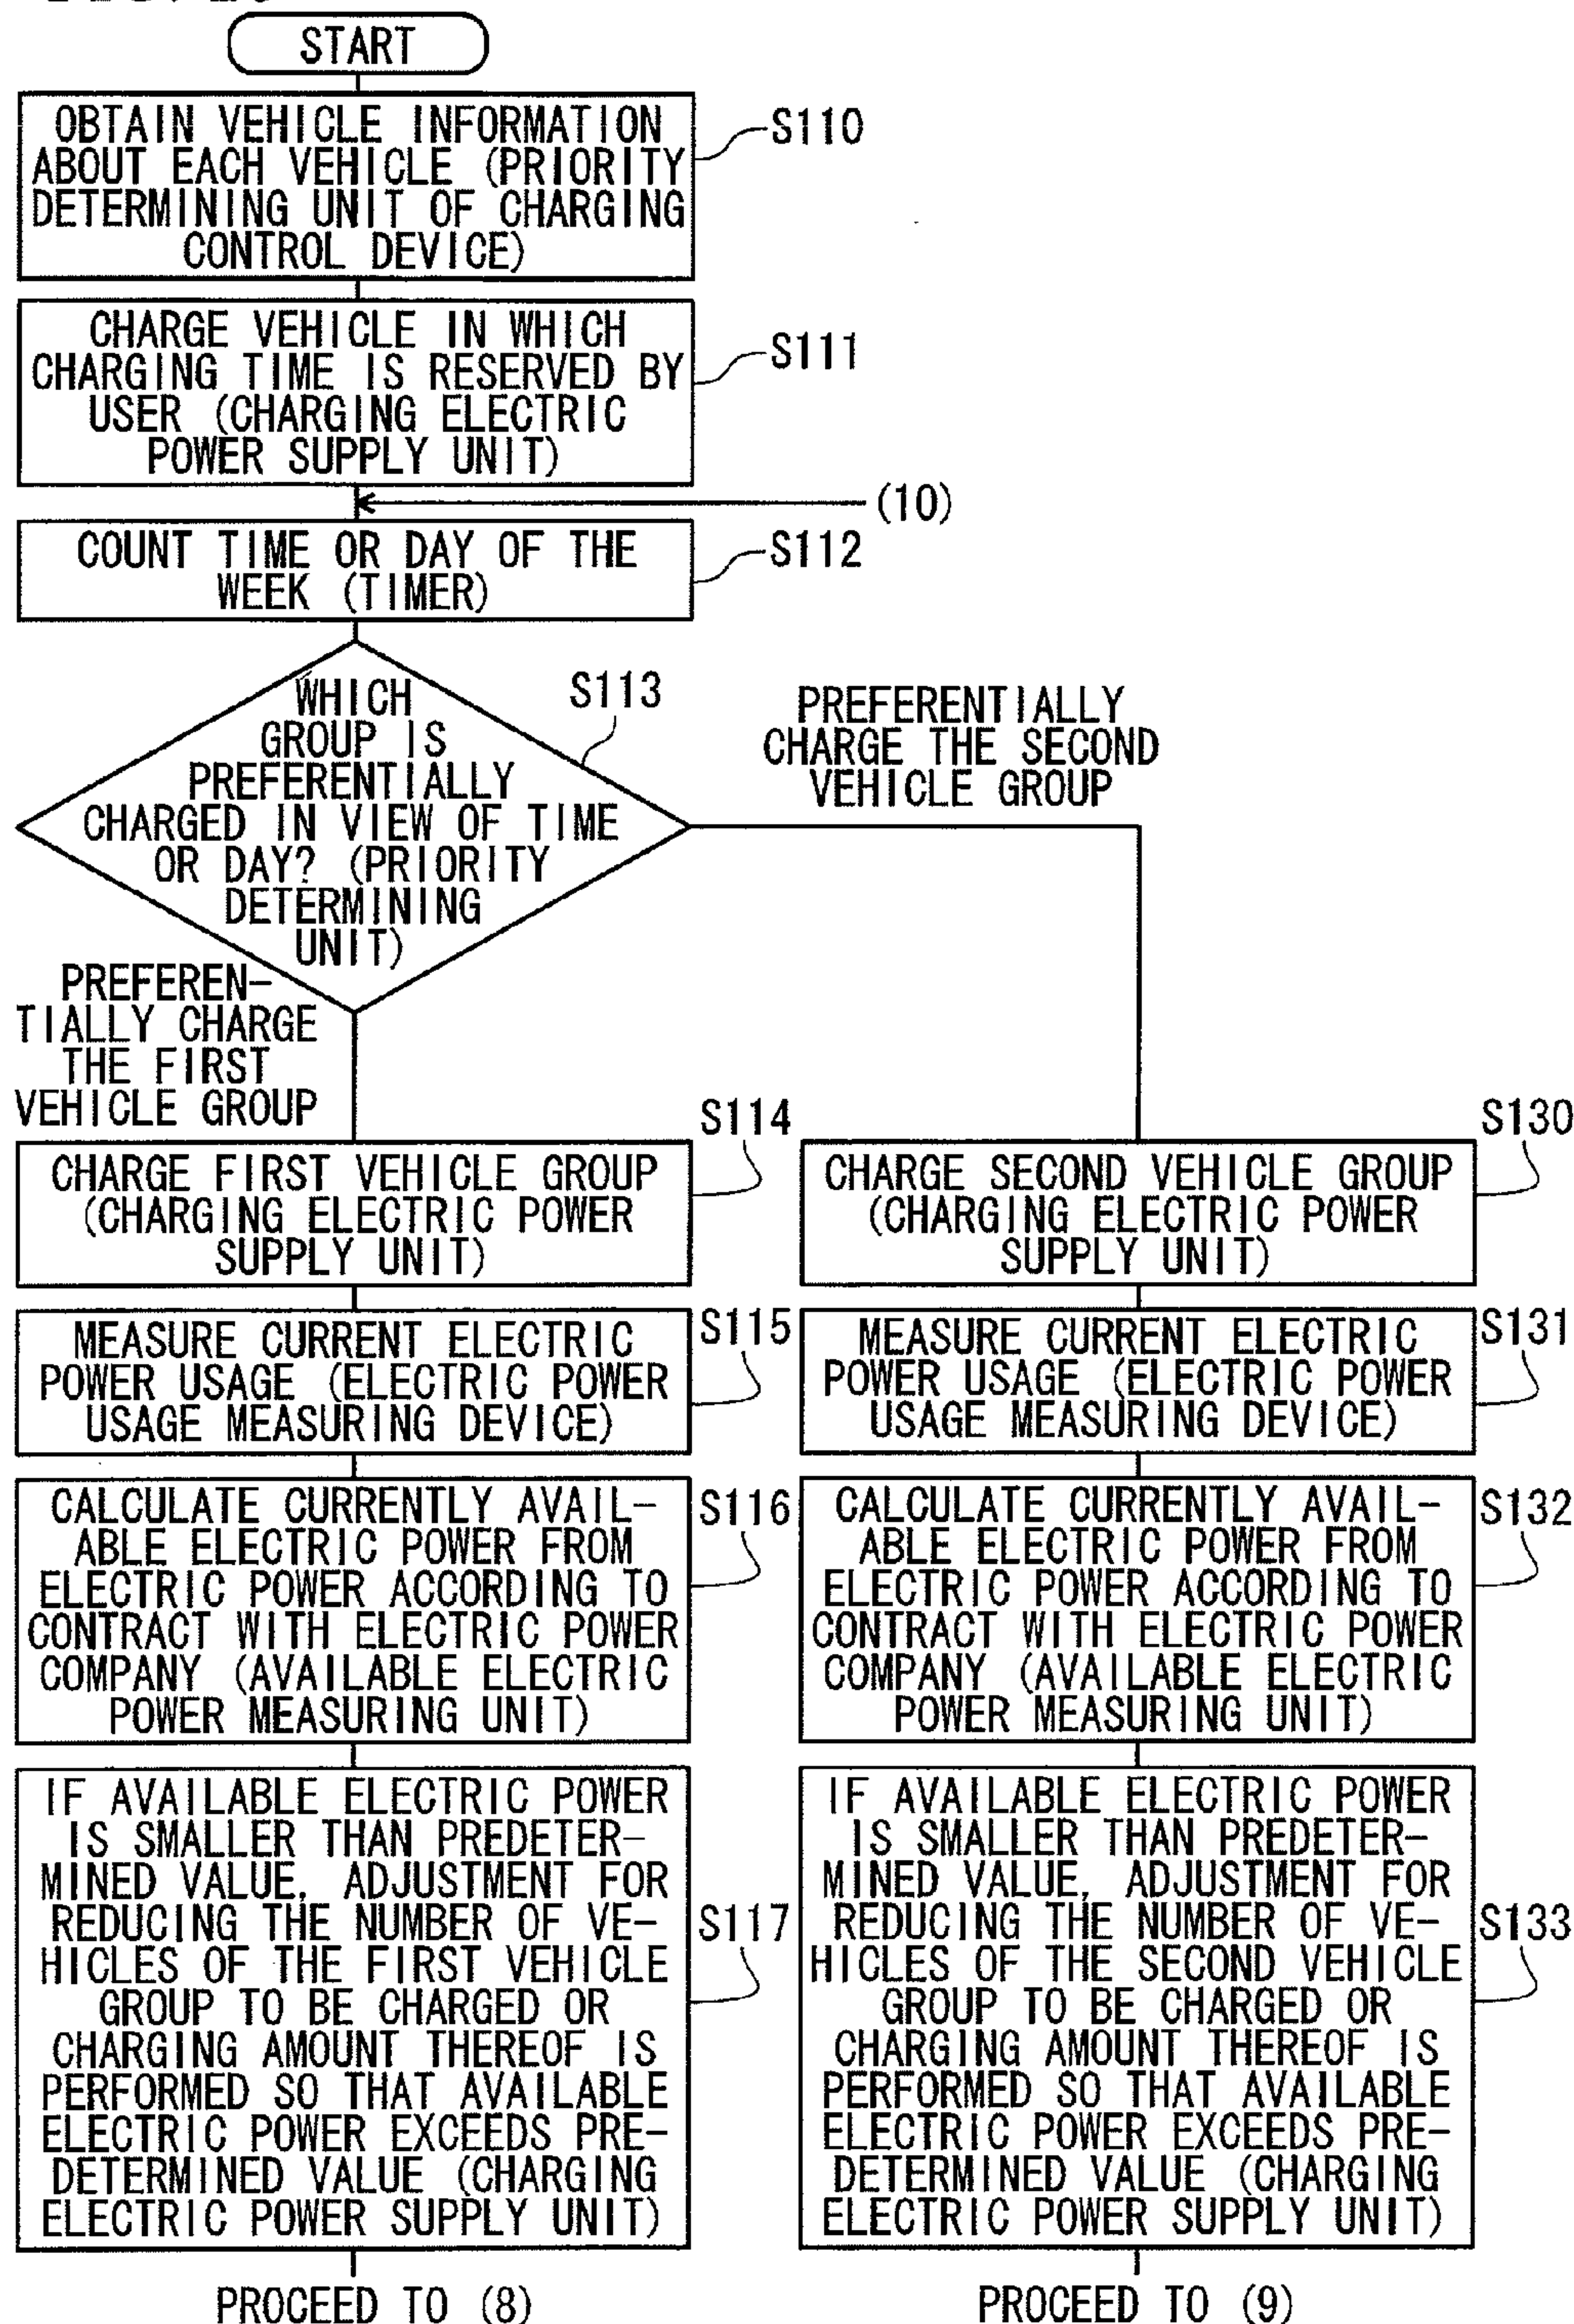 START
OBTAIN VEHICLE INFORMATION
ABOUT EACH VEHICLE (PRIORITY
DETERMINING UNIT OF CHARGING
CONTROL DEVICE)
S110
CHARGE VEHICLE IN WHICH
CHARGING TIME IS RESERVED BY
USER (CHARGING ELECTRIC
POWER SUPPLY UNIT)
S111
(10)
COUNT TIME OR DAY OF THE
WEEK (TIMER)
S112
WHICH
GROUP IS
PREFERENTIALLY
CHARGED IN VIEW OF TIME
OR DAY? (PRIORITY
DETERMINING
UNIT)
S113
PREFERENTIALLY
CHARGE THE SECOND
VEHICLE GROUP
PREFEREN-
TIALLY CHARGE
THE FIRST
VEHICLE GROUP
CHARGE FIRST VEHICLE GROUP
(CHARGING ELECTRIC POWER
SUPPLY UNIT)
S114
MEASURE CURRENT ELECTRIC
POWER USAGE (ELECTRIC POWER
USAGE MEASURING DEVICE)
S115
CALCULATE CURRENTLY AVAIL-
ABLE ELECTRIC POWER FROM
ELECTRIC POWER ACCORDING TO
CONTRACT WITH ELECTRIC POWER
COMPANY (AVAILABLE ELECTRIC
POWER MEASURING UNIT)
S116
IF AVAILABLE ELECTRIC POWER
IS SMALLER THAN PREDETER-
MINED VALUE, ADJUSTMENT FOR
REDUCING THE NUMBER OF VE-
HICLES OF THE FIRST VEHICLE
GROUP TO BE CHARGED OR
CHARGING AMOUNT THEREOF IS
PERFORMED SO THAT AVAILABLE
ELECTRIC POWER EXCEEDS PRE-
DETERMINED VALUE (CHARGING
ELECTRIC POWER SUPPLY UNIT)
S117
PROCEED TO (8)
CHARGE SECOND VEHICLE GROUP
(CHARGING ELECTRIC POWER
SUPPLY UNIT)
S130
MEASURE CURRENT ELECTRIC
POWER USAGE (ELECTRIC POWER
USAGE MEASURING DEVICE)
S131
CALCULATE CURRENTLY AVAIL-
ABLE ELECTRIC POWER FROM
ELECTRIC POWER ACCORDING TO
CONTRACT WITH ELECTRIC POWER
COMPANY (AVAILABLE ELECTRIC
POWER MEASURING UNIT)
S132
IF AVAILABLE ELECTRIC POWER
IS SMALLER THAN PREDETER-
MINED VALUE, ADJUSTMENT FOR
REDUCING THE NUMBER OF VE-
HICLES OF THE SECOND VEHICLE
GROUP TO BE CHARGED OR
CHARGING AMOUNT THEREOF IS
PERFORMED SO THAT AVAILABLE
ELECTRIC POWER EXCEEDS PRE-
DETERMINED VALUE (CHARGING
ELECTRIC POWER SUPPLY UNIT)
S133
PROCEED TO (9)